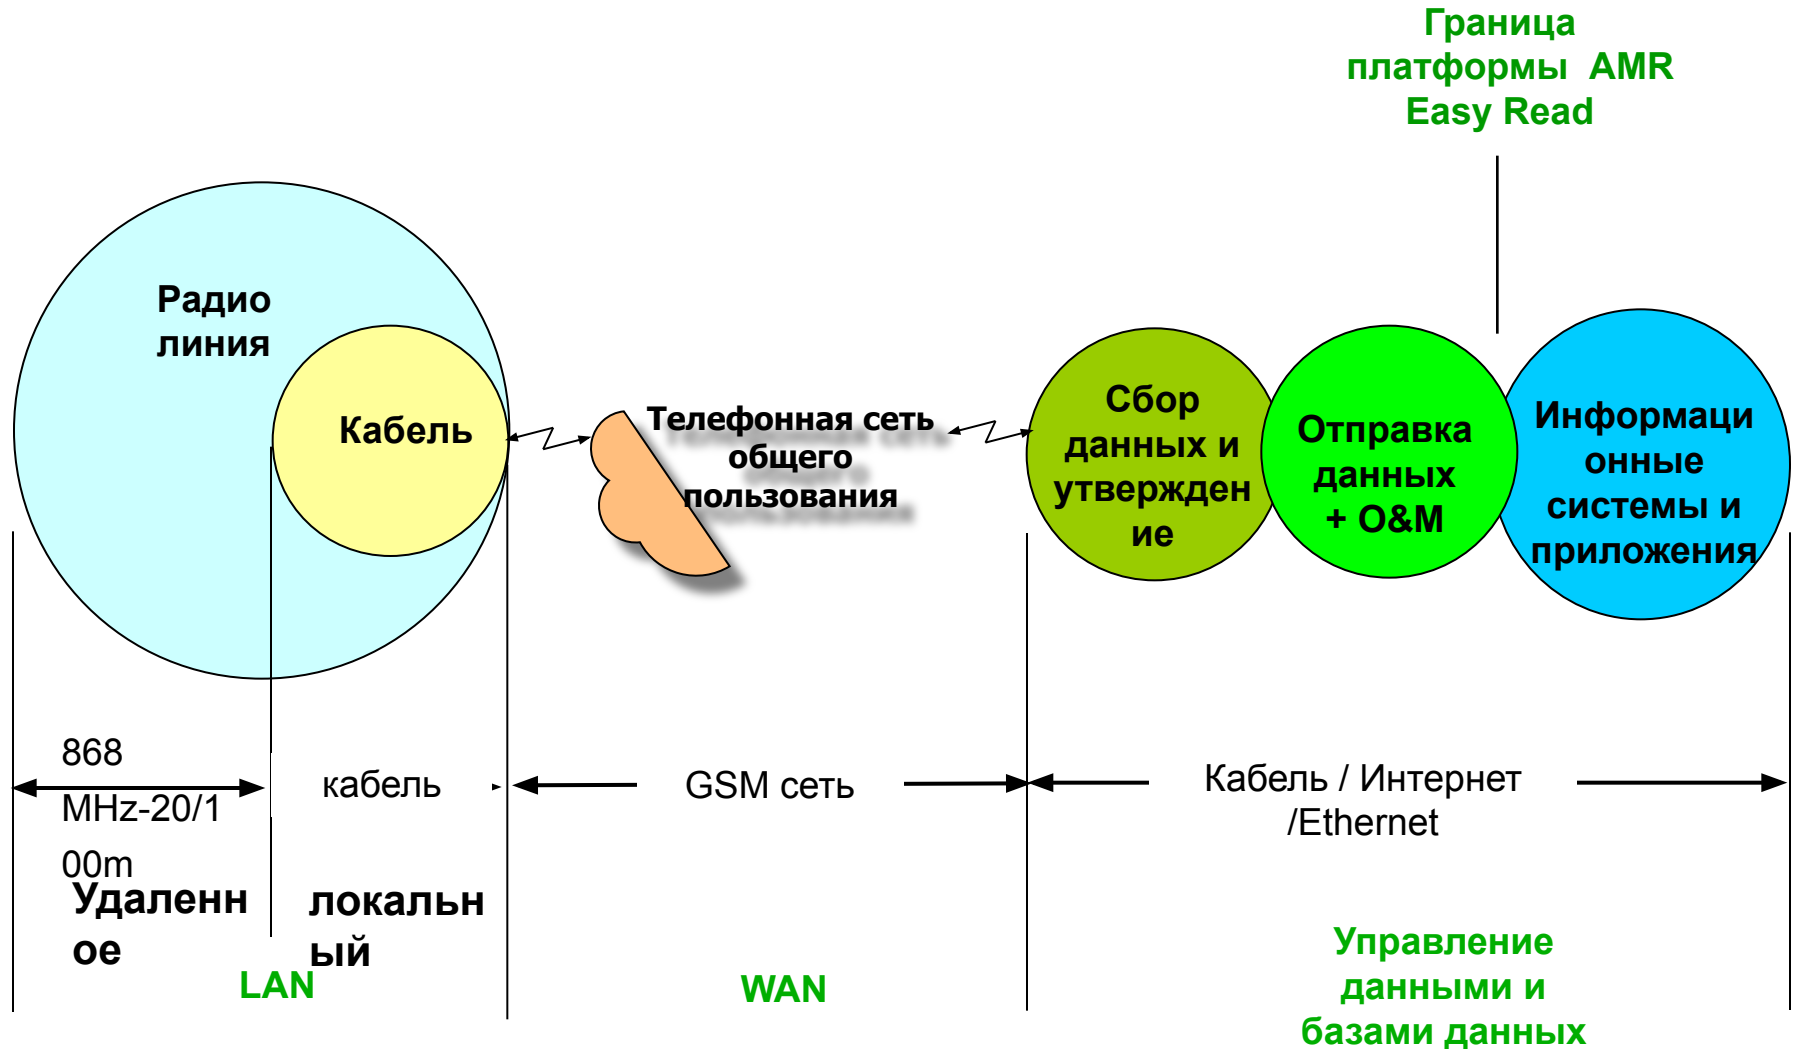 Граница
платформы AMR
Easy Read
Радио
линия
Кабель
Телефонная сеть
общего
пользования
Сбор
данных и
утвержден
ие
Отправка
данных
+ O&M
Информаци
онные
системы и
приложения
868
MHz-20/1
00m
кабель
GSM сеть
Кабель / Интернет
/Ethernet
Удаленн
ое
локальн
ый
LAN
WAN
Управление
данными и
базами данных